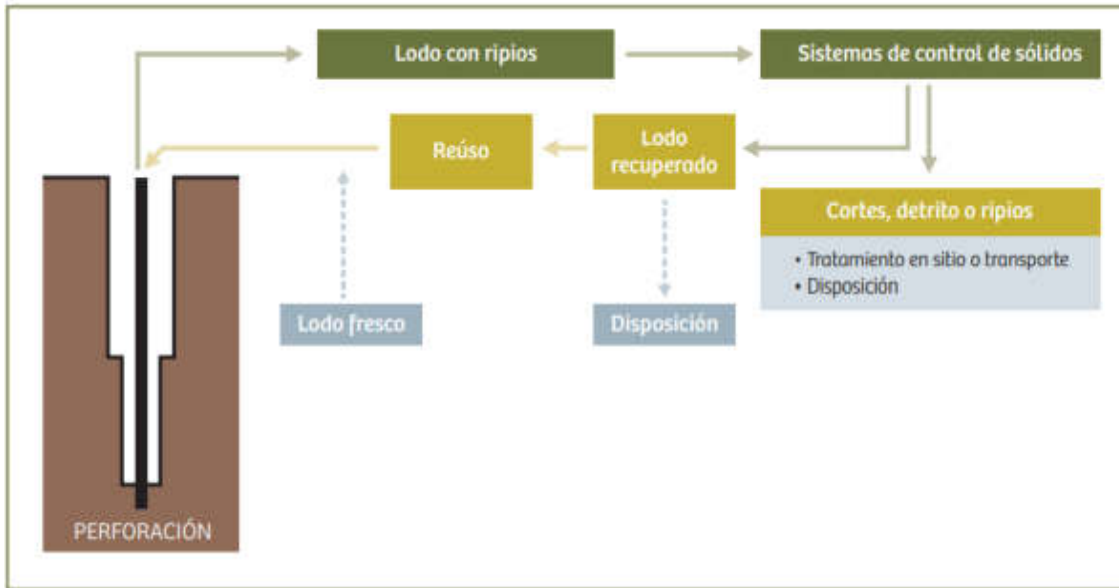 Lodo con ripios
Sistemas de control de sólidos
Reúso
Lodo
recuperado
Cortes, detrito o ripios
• Tratamiento en sitio o transporte
• Disposición
Lodo fresco
Disposición
PERFORACIÓN